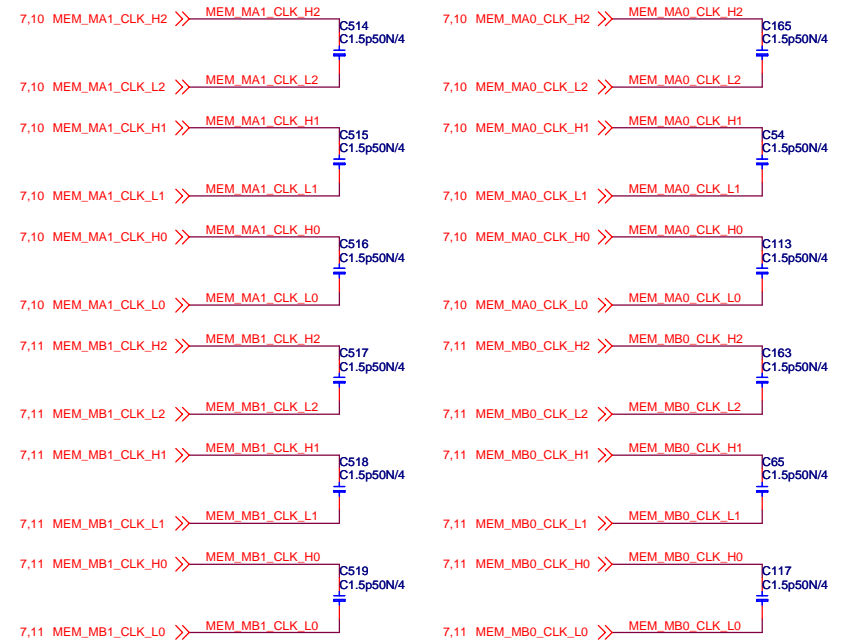 7,10 MEM_MA1_CLK_H2 MEM_MA1_CLK_H2
C514
C1.5p50N/4
7,10 MEM_MA1_CLK_L2 MEM_MA1_CLK_L2
7,10 MEM_MA1_CLK_H1 MEM_MA1_CLK_H1
C515
C1.5p50N/4
7,10 MEM_MA1_CLK_L1 MEM_MA1_CLK_L1
7,10 MEM_MA1_CLK_H0 MEM_MA1_CLK_H0
C516
C1.5p50N/4
7,10 MEM_MA1_CLK_L0 MEM_MA1_CLK_L0
7,11 MEM_MB1_CLK_H2 MEM_MB1_CLK_H2
C517
C1.5p50N/4
7,11 MEM_MB1_CLK_L2 MEM_MB1_CLK_L2
7,11 MEM_MB1_CLK_H1 MEM_MB1_CLK_H1
C518
C1.5p50N/4
7,11 MEM_MB1_CLK_L1 MEM_MB1_CLK_L1
7,11 MEM_MB1_CLK_H0 MEM_MB1_CLK_H0
C519
C1.5p50N/4
7,11 MEM_MB1_CLK_L0 MEM_MB1_CLK_L0
7,10 MEM_MA0_CLK_H2 MEM_MA0_CLK_H2
C165
C1.5p50N/4
7,10 MEM_MA0_CLK_L2 MEM_MA0_CLK_L2
7,10 MEM_MA0_CLK_H1 MEM_MA0_CLK_H1
C54
C1.5p50N/4
7,10 MEM_MA0_CLK_L1 MEM_MA0_CLK_L1
7,10 MEM_MA0_CLK_H0 MEM_MA0_CLK_H0
C113
C1.5p50N/4
7,10 MEM_MA0_CLK_L0 MEM_MA0_CLK_L0
7,11 MEM_MB0_CLK_H2 MEM_MB0_CLK_H2
C163
C1.5p50N/4
7,11 MEM_MB0_CLK_L2 MEM_MB0_CLK_L2
7,11 MEM_MB0_CLK_H1 MEM_MB0_CLK_H1
C65
C1.5p50N/4
7,11 MEM_MB0_CLK_L1 MEM_MB0_CLK_L1
7,11 MEM_MB0_CLK_H0 MEM_MB0_CLK_H0
C117
C1.5p50N/4
7,11 MEM_MB0_CLK_L0 MEM_MB0_CLK_L0